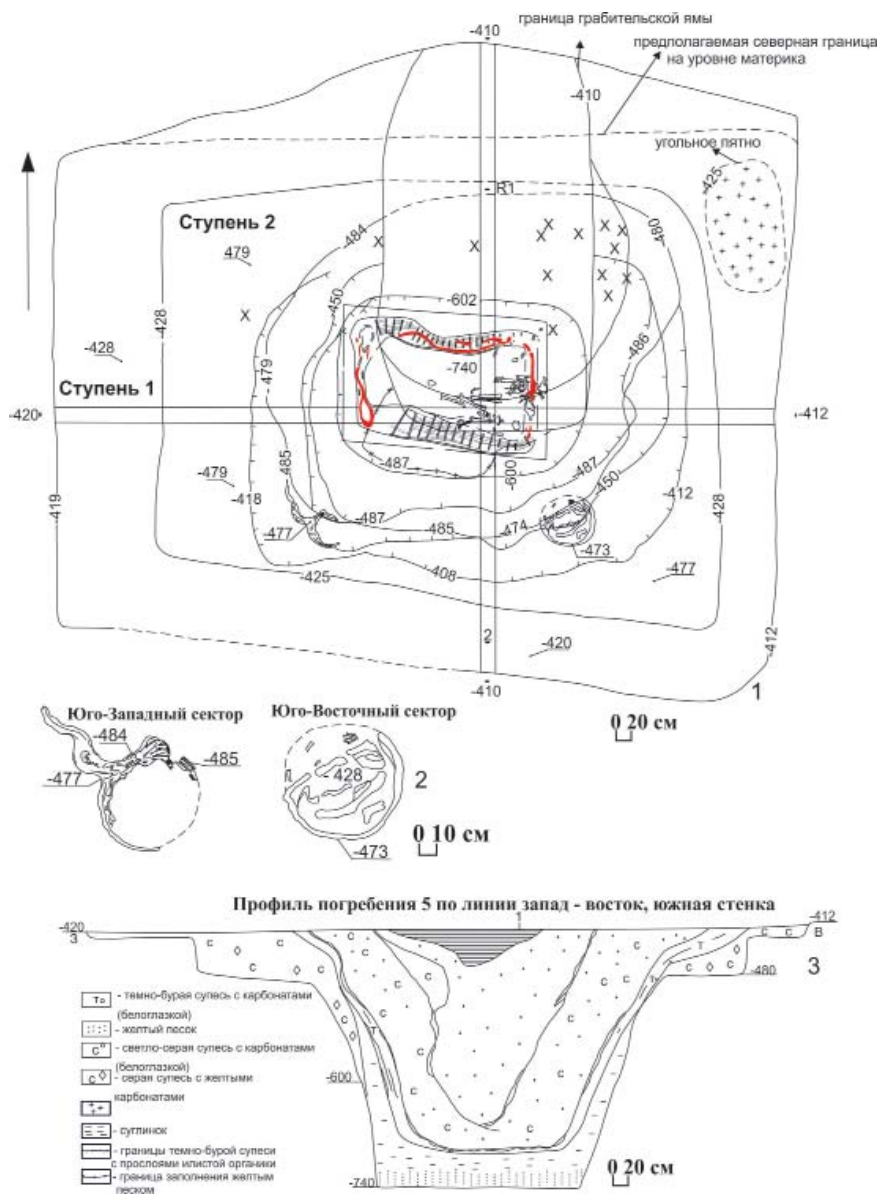 граница грабительской ямы
-410
предполагаемая северная граница
на уровне материка
-410
угольное пятно
-425
R1
Ступень 2
-484
480
479
-450
-602
-428
-486
-428
-740
-479
Ступень 1
-420
-412
-487
-600
485
-487
-450
-479
-418
-412
-428
-419
-477
-487
-485
-474
-473
-425
-408
-477
2
-420
-412
-410
1
0 20 см
Юго-Западный сектор
Юго-Восточный сектор
-484
-485
-477
-428
2
-473
0 10 см
Профиль погребения 5 по линии запад - восток, южная стенка
-420
1
-412
З
В
3
-480
- темно-бурая супесь с карбонатами
(белоглазкой)
- желтый песок
- светло-серая супесь с карбонатами
(белоглазкой)
- серая супесь с желтыми
карбонатами
- суглинок
- границы темно-бурой супеси
с прослоями илистой органики
- граница заполнения желтым
песком
-600
-740
0 20 см